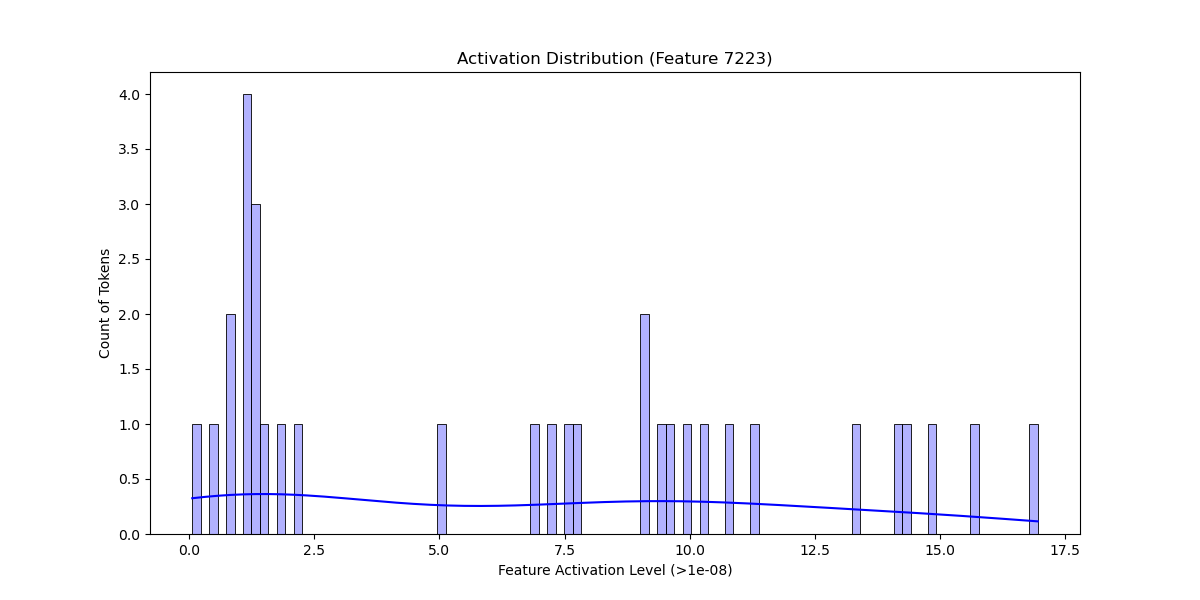 Activation Distribution (Feature 7223)
4.0
3.5
3.0
2.5
2.0
1.5
1.0
0.5
0.0
Count of Tokens
0.0 2.5 5.0 7.5 10.0 12.5 15.0 17.5
Feature Activation Level (>1e-08)